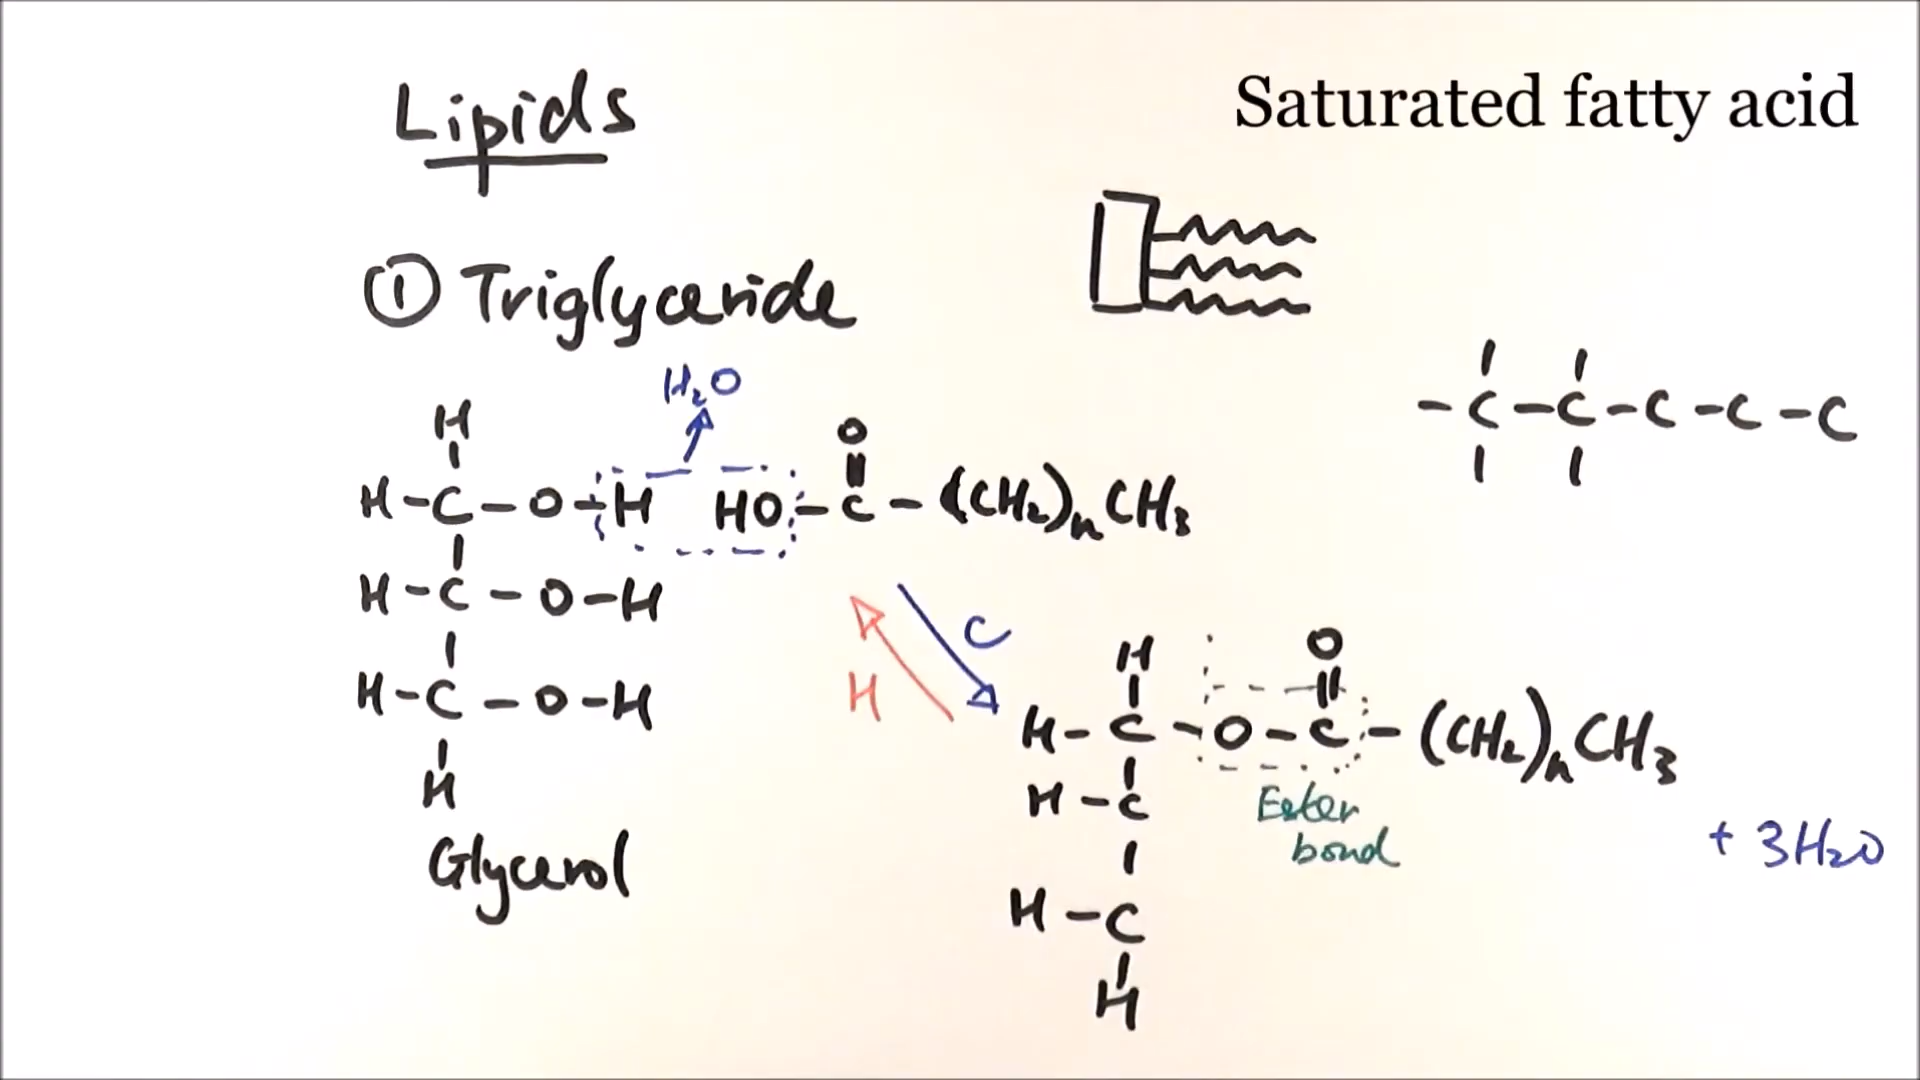 Lipids
Saturated fatty acid
① Triglyceride
H₂O
H
H-C-O-H HO-C-(CH₂)ₙCH₃
O
H-C-O-H
H-C-O-H
H
Glycerol
-C-C-C-C-C
C
H
H
O
H-C-O-C-(CH₂)ₙCH₃
H-C
Ester
bond
+ 3H₂O
H-C
H